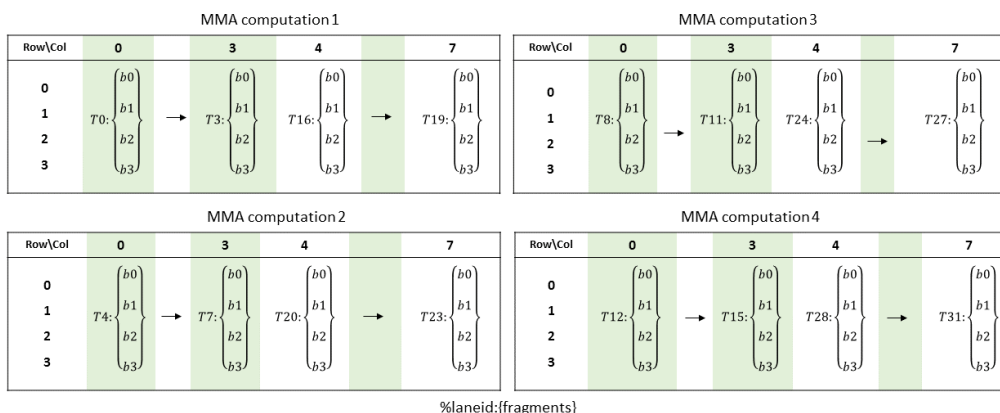 MMA computation 1
Row\Col 0 3 4 7
0
1
2
3
T0: {b0 b1 b2 b3} → T3: {b0 b1 b2 b3} T16: {b0 b1 b2 b3} → T19: {b0 b1 b2 b3}
MMA computation 3
Row\Col 0 3 4 7
0
1
2
3
T8: {b0 b1 b2 b3} → T11: {b0 b1 b2 b3} T24: {b0 b1 b2 b3} → T27: {b0 b1 b2 b3}
MMA computation 2
Row\Col 0 3 4 7
0
1
2
3
T4: {b0 b1 b2 b3} → T7: {b0 b1 b2 b3} T20: {b0 b1 b2 b3} → T23: {b0 b1 b2 b3}
MMA computation 4
Row\Col 0 3 4 7
0
1
2
3
T12: {b0 b1 b2 b3} → T15: {b0 b1 b2 b3} T28: {b0 b1 b2 b3} → T31: {b0 b1 b2 b3}
%laneid:{fragments}